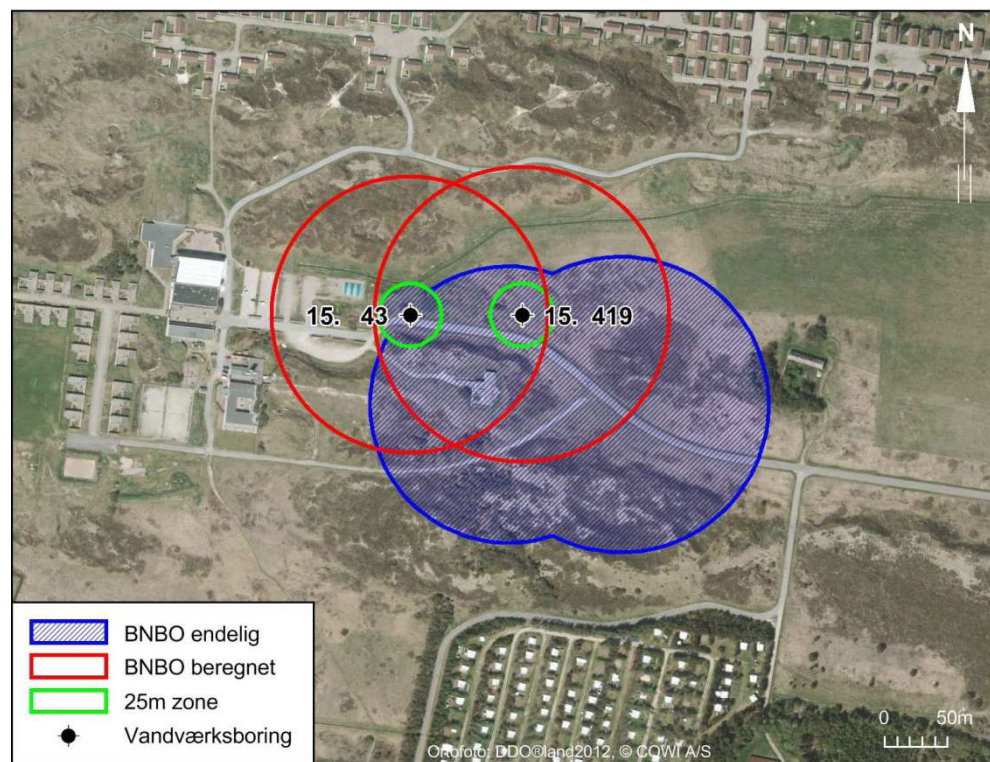 N
15. 43
15. 419
BNBO endelig
BNBO beregnet
25m zone
Vandværksboring
0 50m
Ortofoto: DDO®land2012, © COWI A/S